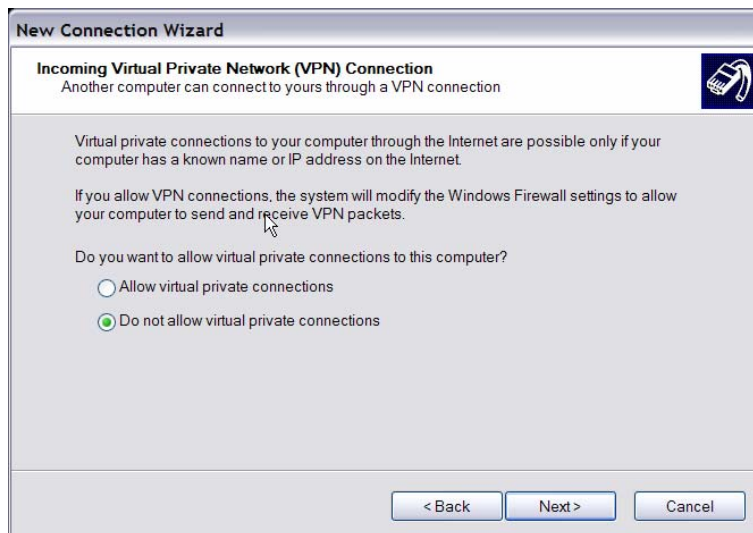 New Connection Wizard
Incoming Virtual Private Network (VPN) Connection
Another computer can connect to yours through a VPN connection
Virtual private connections to your computer through the Internet are possible only if your
computer has a known name or IP address on the Internet.
If you allow VPN connections, the system will modify the Windows Firewall settings to allow
your computer to send and receive VPN packets.
Do you want to allow virtual private connections to this computer?
Allow virtual private connections
Do not allow virtual private connections
< Back Next > Cancel